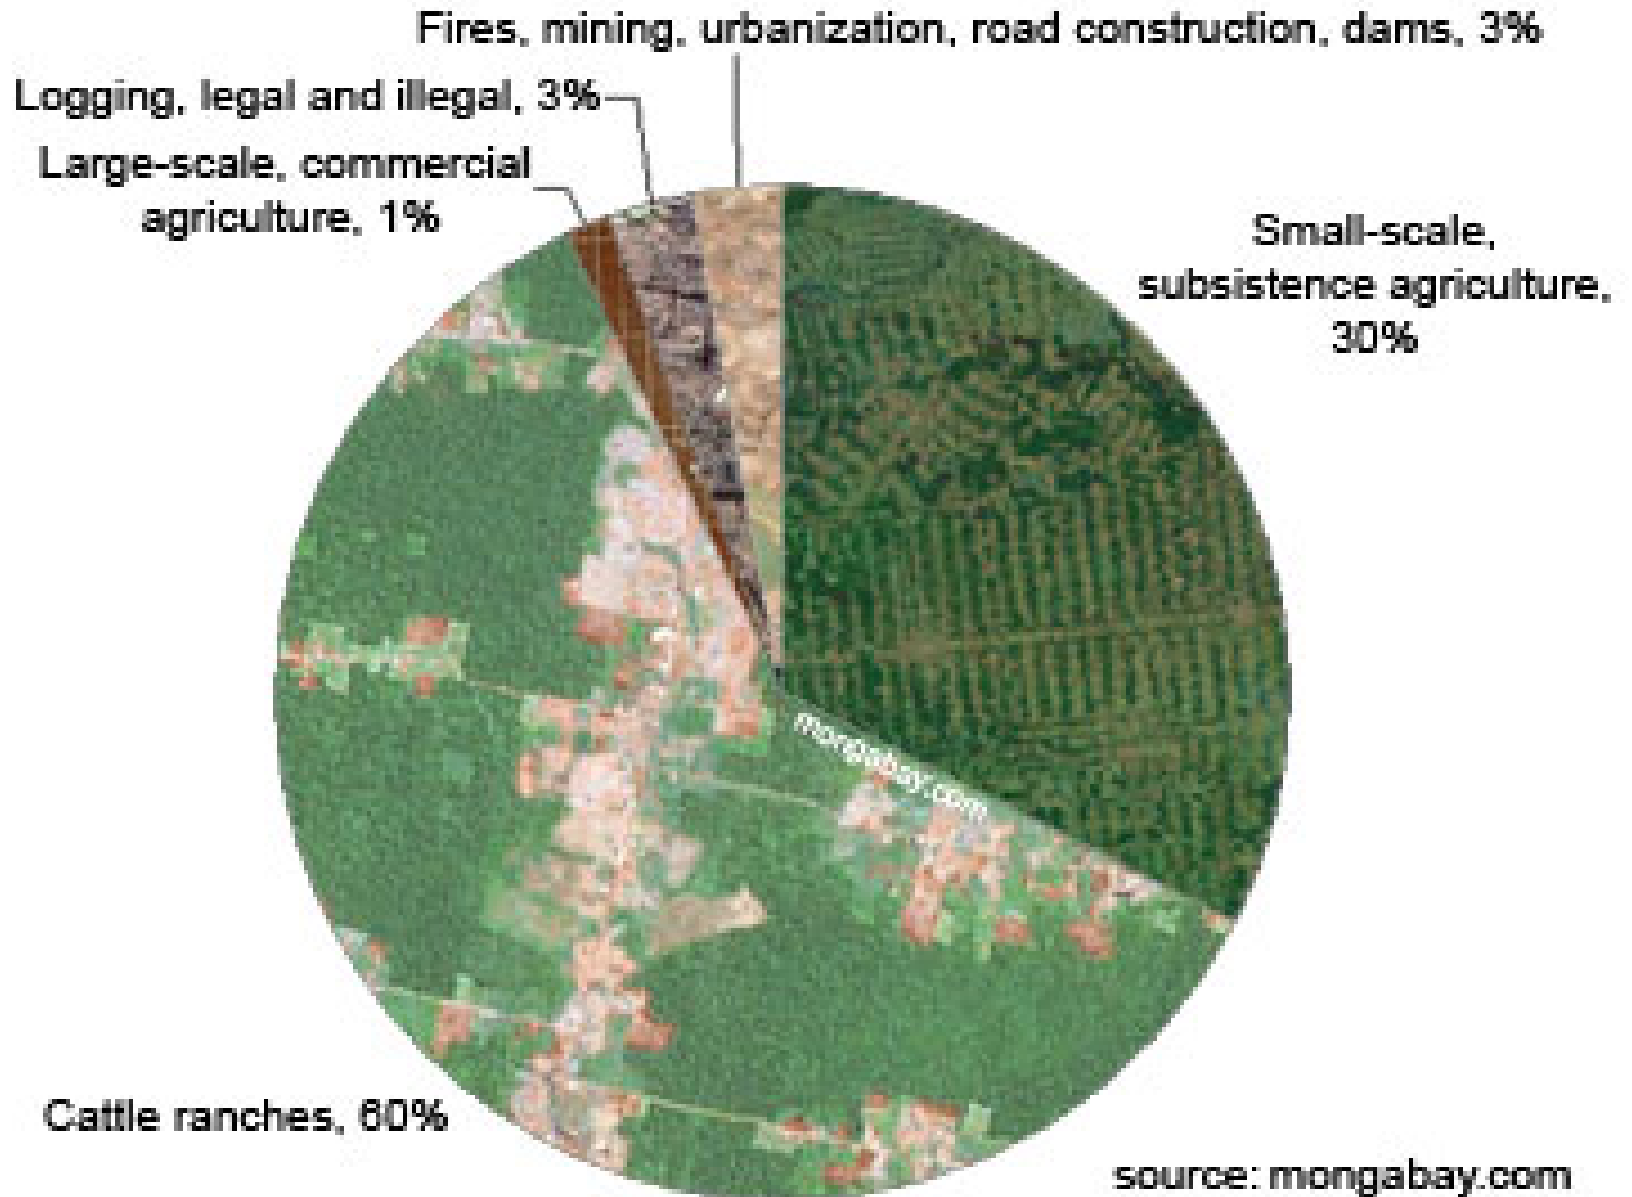 Fires, mining, urbanization, road construction, dams, 3%
Logging, legal and illegal, 3%
Large-scale, commercial
agriculture, 1%
Small-scale,
subsistence agriculture,
30%
mongabay.com
Cattle ranches, 60%
source: mongabay.com